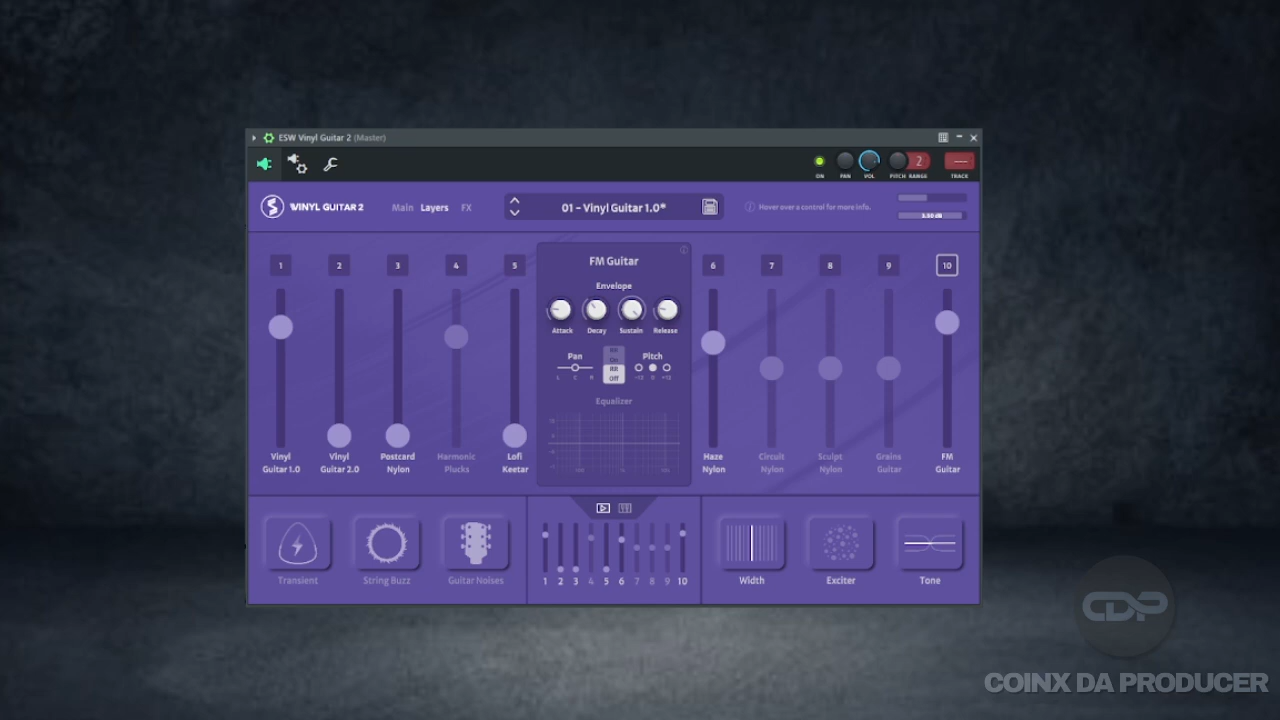 ESW Vinyl Guitar 2 (Master)
2
ON PAN VOL PITCH RANGE TRACK
VINYL GUITAR 2
Main Layers FX
01 - Vinyl Guitar 1.0*
Hover over a control for more info.
1 2 3 4 5
FM Guitar
Envelope
Attack Decay Sustain Release
Pan
L C R
RR
On
RR
Off
Pitch
-12 0 +12
Equalizer
6 7 8 9 10
Vinyl
Guitar 1.0
Vinyl
Guitar 2.0
Postcard
Nylon
Harmonic
Plucks
Lofi
Keetar
Haze
Nylon
Circuit
Nylon
Sculpt
Nylon
Grains
Guitar
FM
Guitar
Transient
String Buzz
Guitar Noises
1 2 3 4 5 6 7 8 9 10
Width
Exciter
Tone
CDP
COINX DA PRODUCER